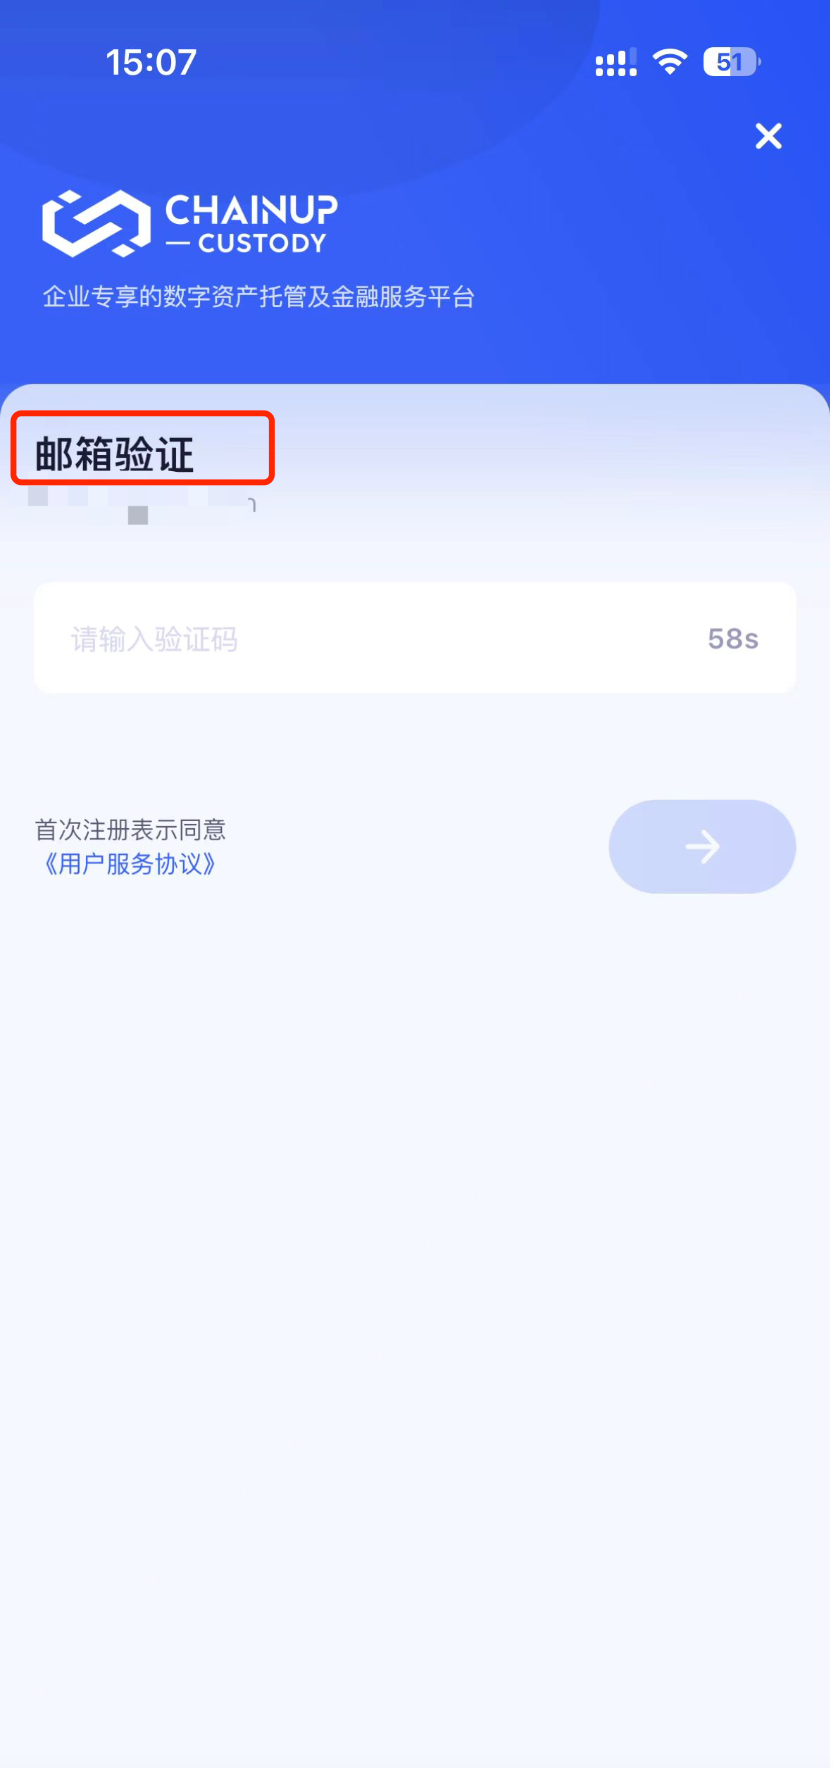 15:07
51
CHAINUP
CUSTODY
企业专享的数字资产托管及金融服务平台
邮箱验证
请输入验证码
58s
首次注册表示同意
《用户服务协议》